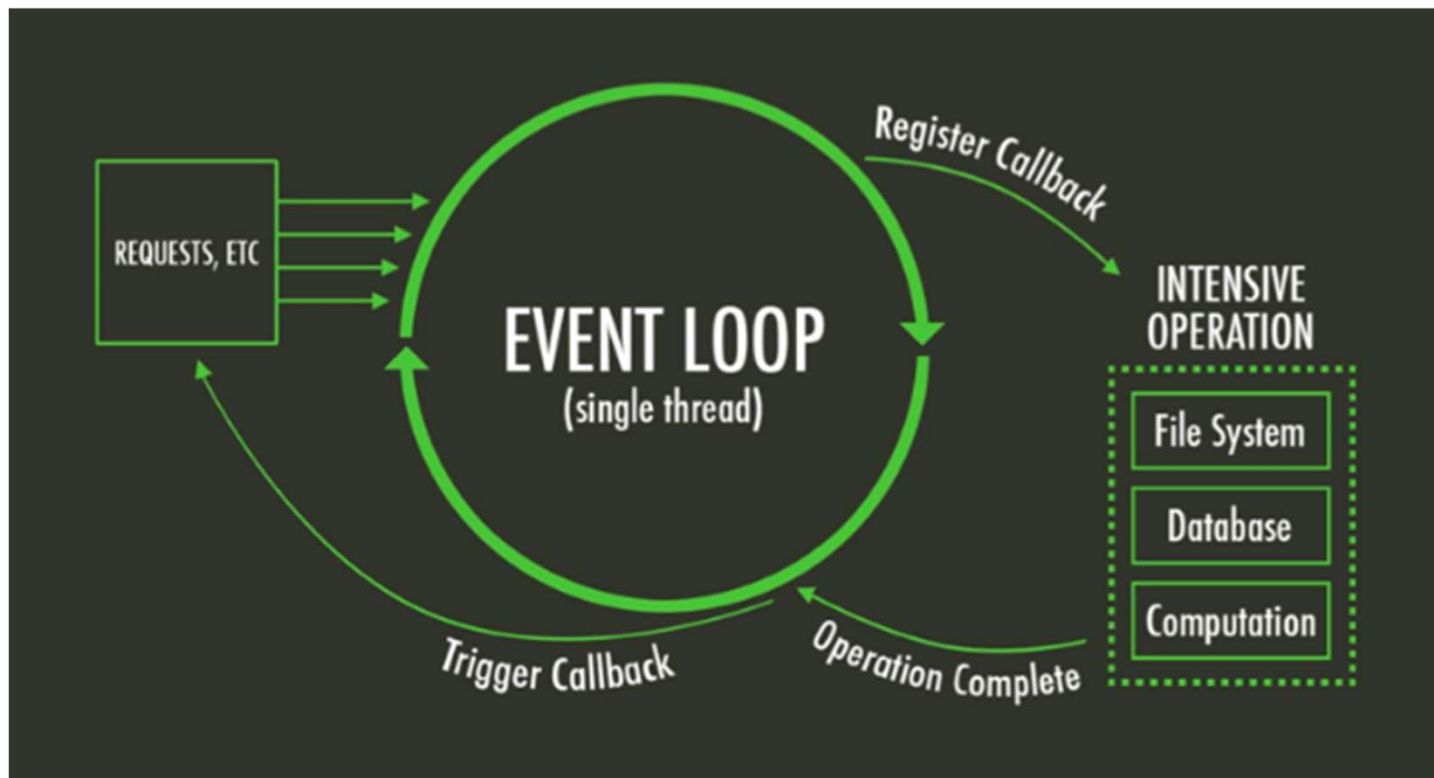 Register Callback
REQUESTS, ETC
INTENSIVE
OPERATION
EVENT LOOP
(single thread)
File System
Database
Computation
Trigger Callback
Operation Complete